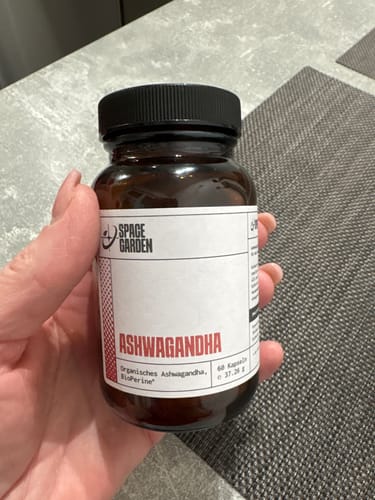 SPACE
GARDEN
ASHWAGANDHA
Organisches Ashwagandha,
BioPerine®
60 Kapseln
℮ 37.26 g